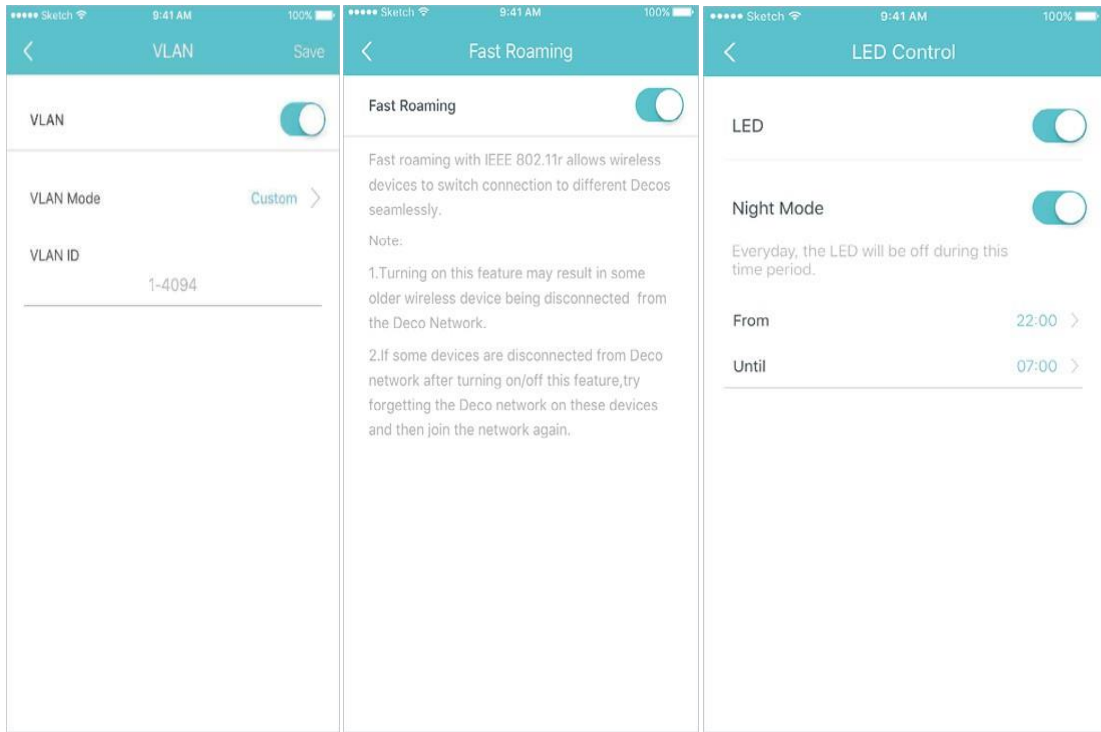 Sketch 9:41 AM 100%
VLAN Save
VLAN
VLAN Mode Custom
VLAN ID
1-4094
Sketch 9:41 AM 100%
Fast Roaming
Fast Roaming
Fast roaming with IEEE 802.11r allows wireless
devices to switch connection to different Decos
seamlessly.
Note:
1.Turning on this feature may result in some
older wireless device being disconnected from
the Deco Network.
2.If some devices are disconnected from Deco
network after turning on/off this feature,try
forgetting the Deco network on these devices
and then join the network again.
Sketch 9:41 AM 100%
LED Control
LED
Night Mode
Everyday, the LED will be off during this
time period.
From 22:00
Until 07:00